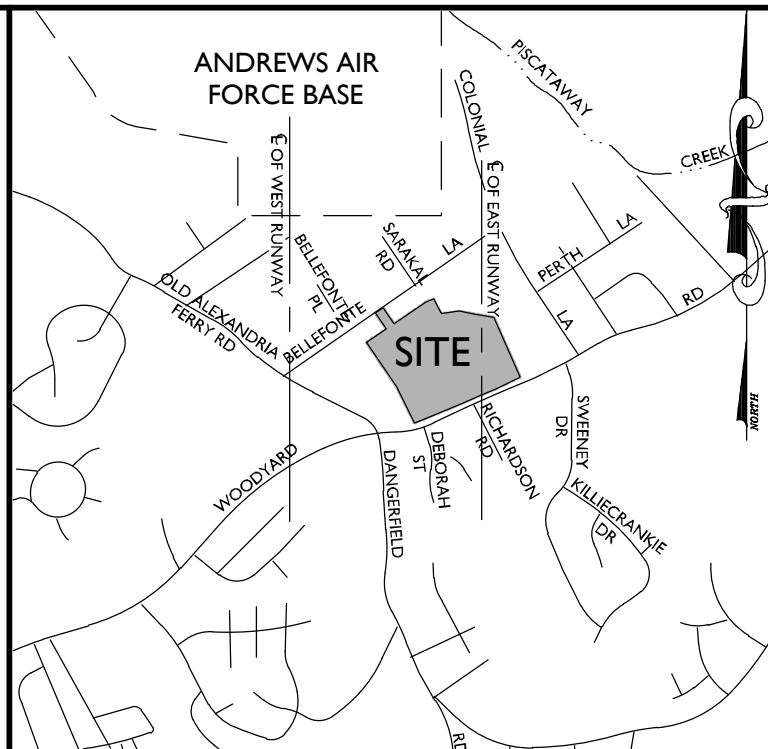 ANDREWS AIR
FORCE BASE
PISCATAWAY
CREEK
COLONIAL
℄ OF WEST RUNWAY
℄ OF EAST RUNWAY
BELLEFONTE
PL
SARAKAL
RD
LA
PERTH
LA
OLD ALEXANDRIA
FERRY RD
BELLEFONTE
LA
RD
SITE
NORTH
WOODYARD
DANGERFIELD
DEBORAH
ST
RICHARDSON
RD
SWEENEY
DR
KILLIECRANKIE
DR
RD